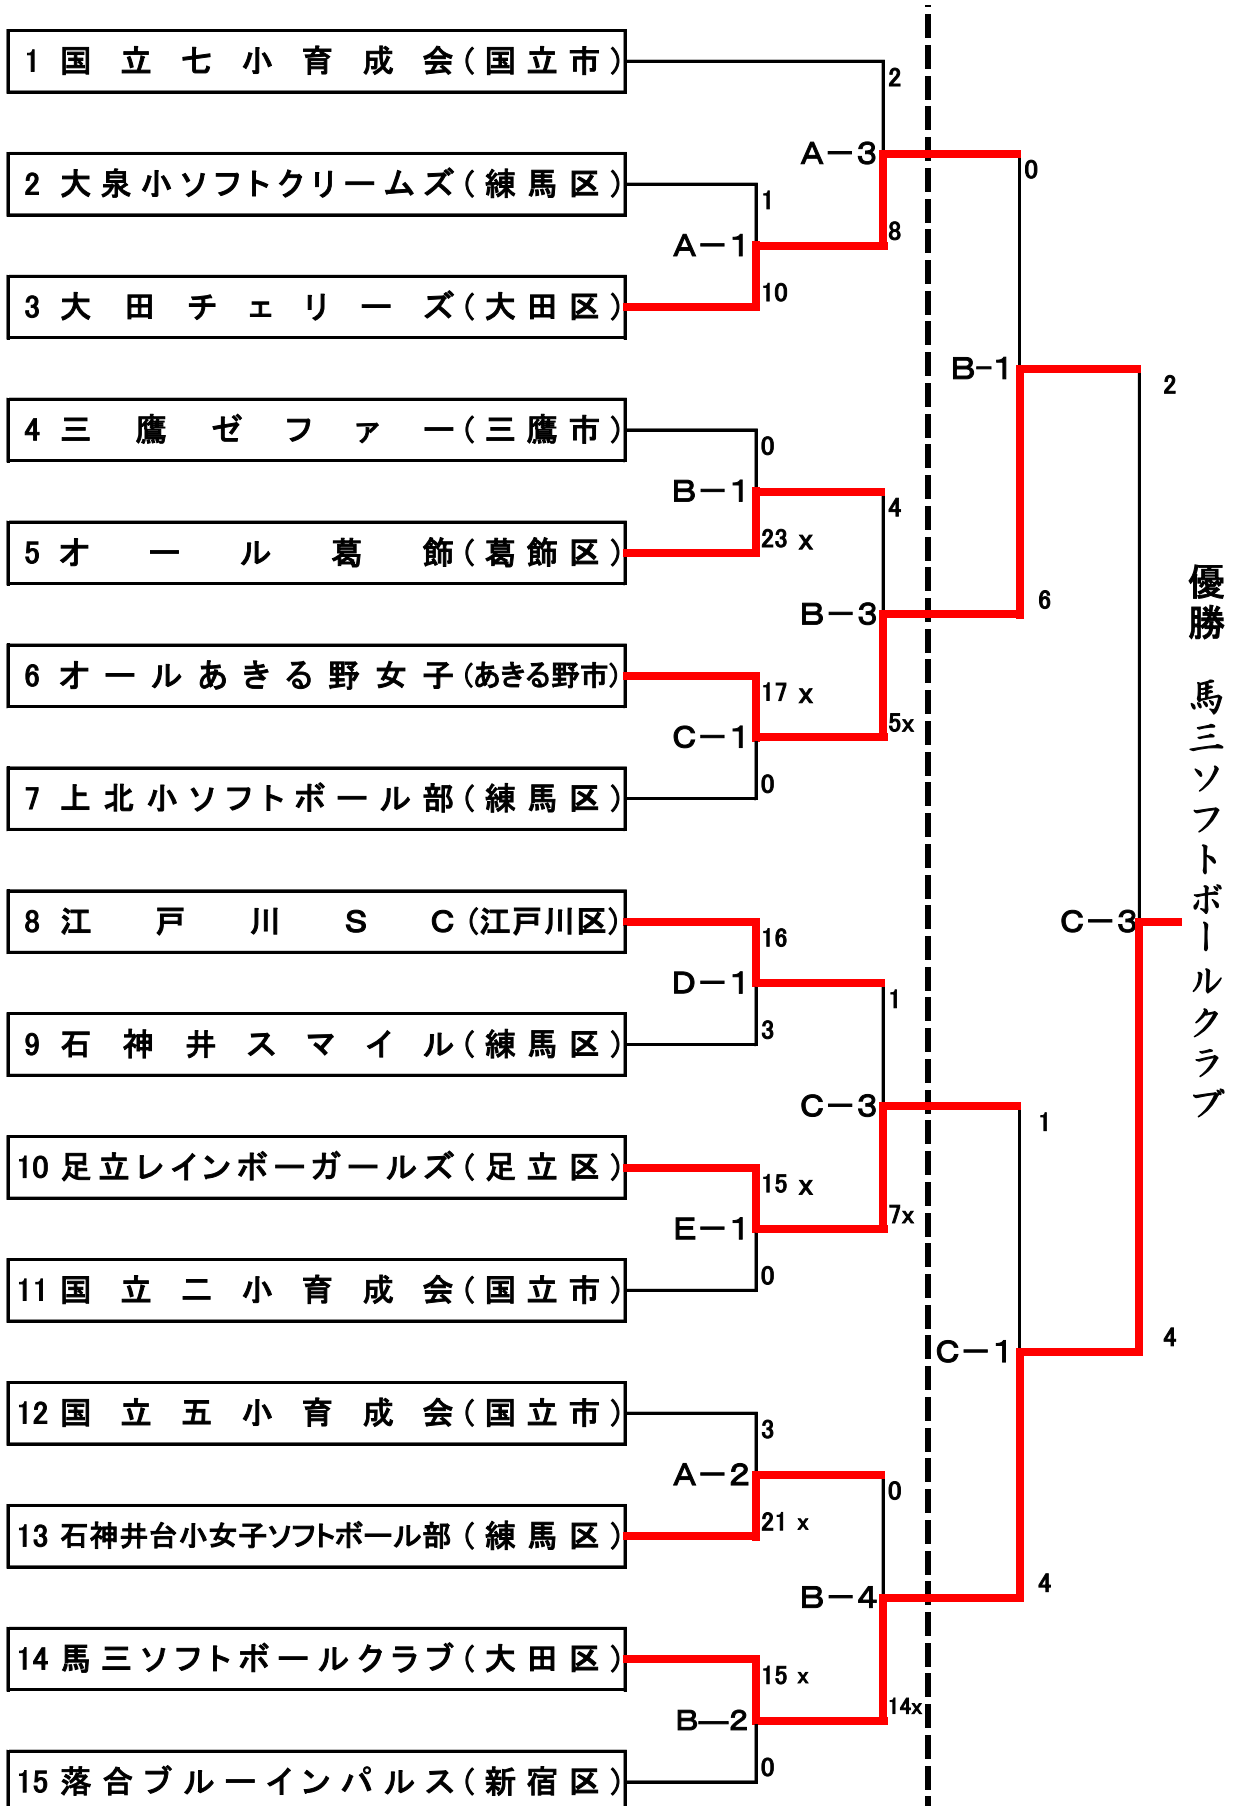 1 国立七小育成会(国立市)
2
A－3
0
2 大泉小ソフトクリームズ(練馬区)
1
A－1
8
10
3 大田チェリーズ(大田区)
B-1
2
4 三鷹ゼファー(三鷹市)
0
B－1
4
23 x
5 オール葛飾(葛飾区)
B－3
6
6 オールあきる野女子(あきる野市)
17 x
C－1
5x
0
7 上北小ソフトボール部(練馬区)
優勝 馬三ソフトボールクラブ
8 江戸川SC(江戸川区)
16
C－3
D－1
1
3
9 石神井スマイル(練馬区)
C－3
1
10 足立レインボーガールズ(足立区)
15 x
E－1
7x
0
11 国立二小育成会(国立市)
C－1
4
12 国立五小育成会(国立市)
3
A－2
0
21 x
13 石神井台小女子ソフトボール部(練馬区)
B－4
4
14 馬三ソフトボールクラブ(大田区)
15 x
B—2
14x
0
15 落合ブルーインパルス(新宿区)